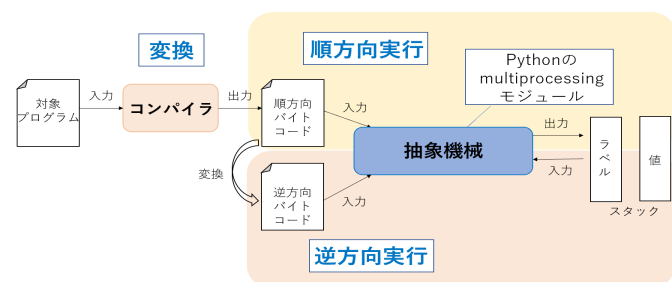 変換
順方向実行
Pythonの
multiprocessing
モジュール
対象
プログラム
入力
コンパイラ
出力
順方向
バイト
コード
入力
抽象機械
出力
入力
ラベル
値
スタック
変換
逆方向
バイト
コード
入力
逆方向実行